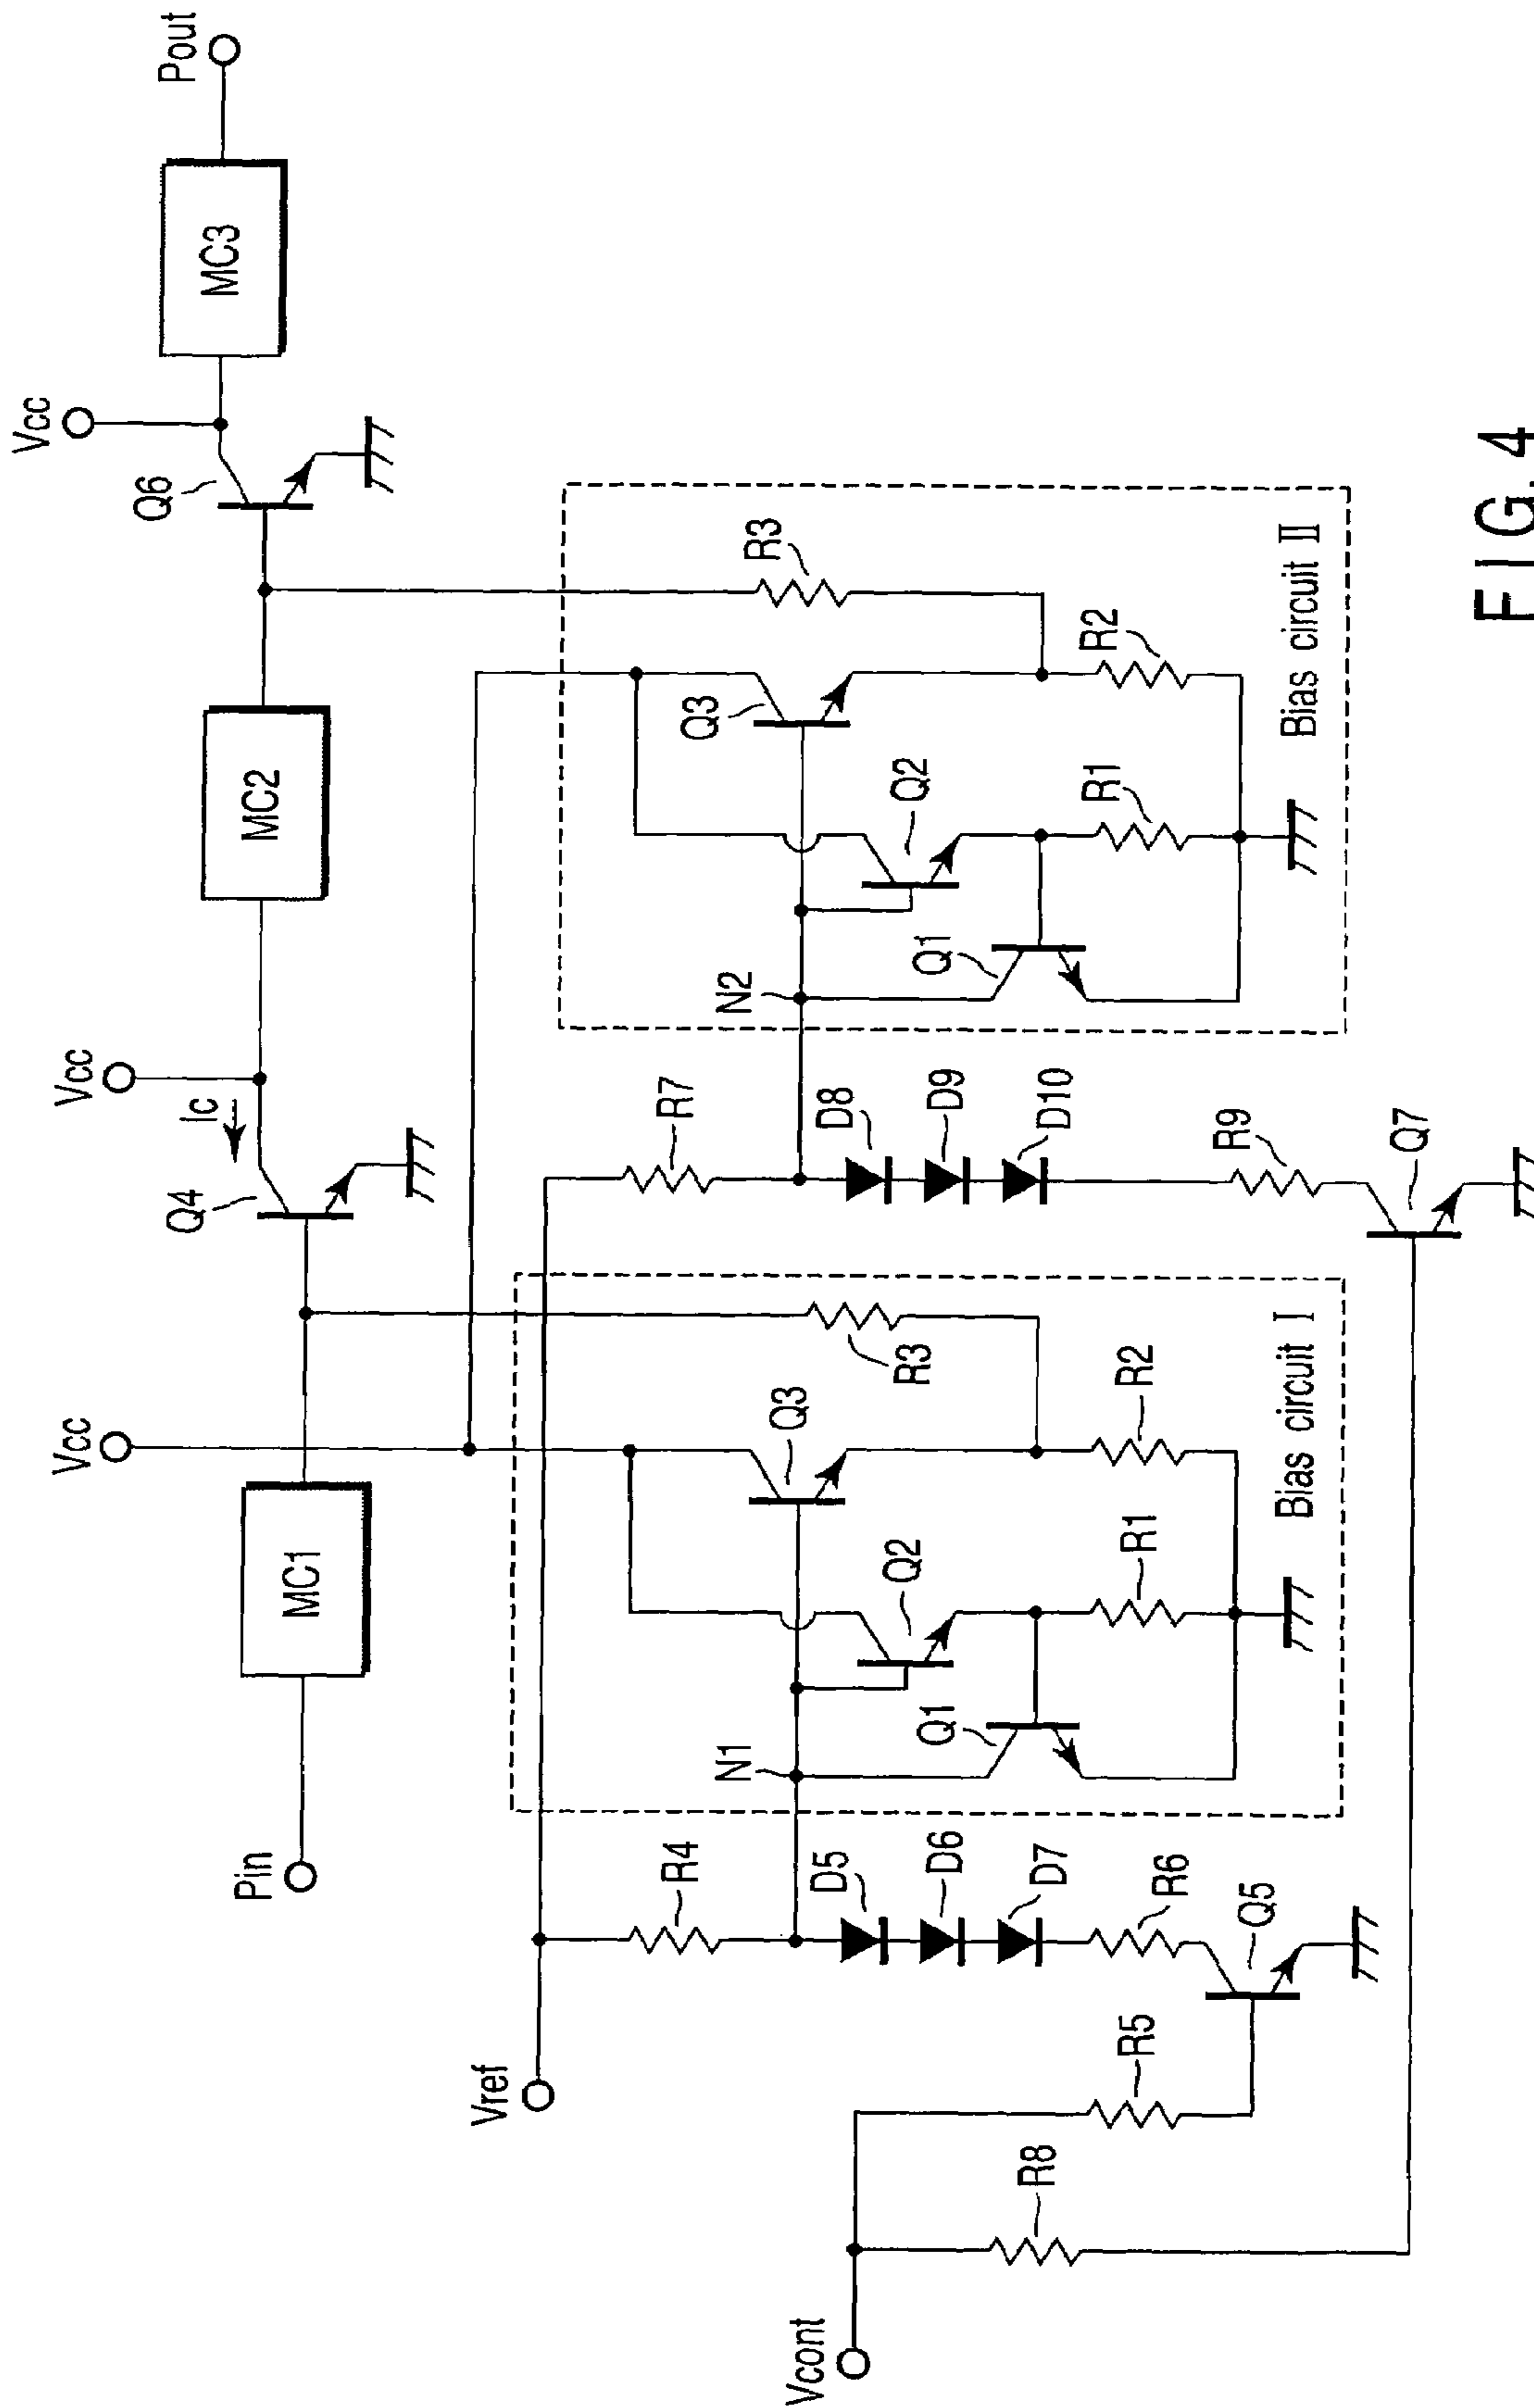 Pin
MC1
Vcc
Q4
Ic
Vcc
MC2
Q6
Vcc
MC3
Pout
Vref
R4
N1
D5
D6
D7
R6
Q5
R5
R8
Vcont
Q1
Q2
Q3
R1
R2
R3
Bias circuit I
R7
D8
D9
D10
R9
Q7
N2
Q1
Q2
Q3
R1
R2
R3
Bias circuit II
FIG. 4